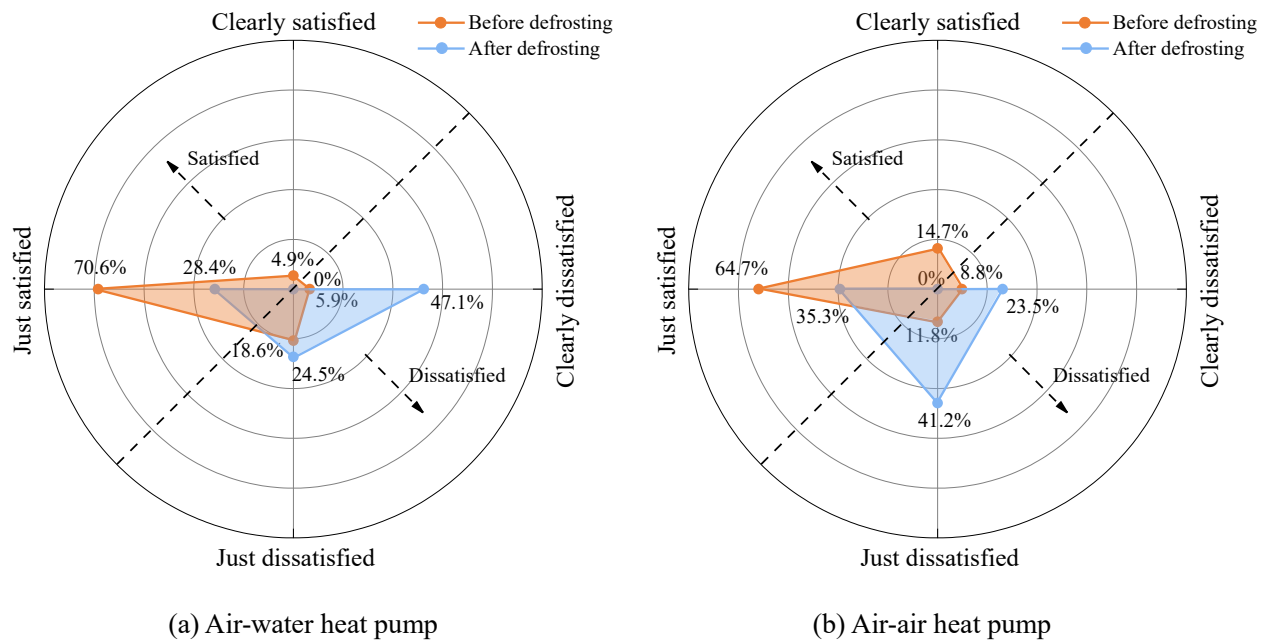 Clearly satisfied
Before defrosting
After defrosting
Satisfied
Just satisfied
Clearly dissatisfied
70.6%
28.4%
4.9%
0%
5.9%
47.1%
18.6%
24.5%
Dissatisfied
Just dissatisfied
(a) Air-water heat pump
Clearly satisfied
Before defrosting
After defrosting
Satisfied
Just satisfied
Clearly dissatisfied
14.7%
64.7%
0%
8.8%
35.3%
23.5%
11.8%
Dissatisfied
41.2%
Just dissatisfied
(b) Air-air heat pump